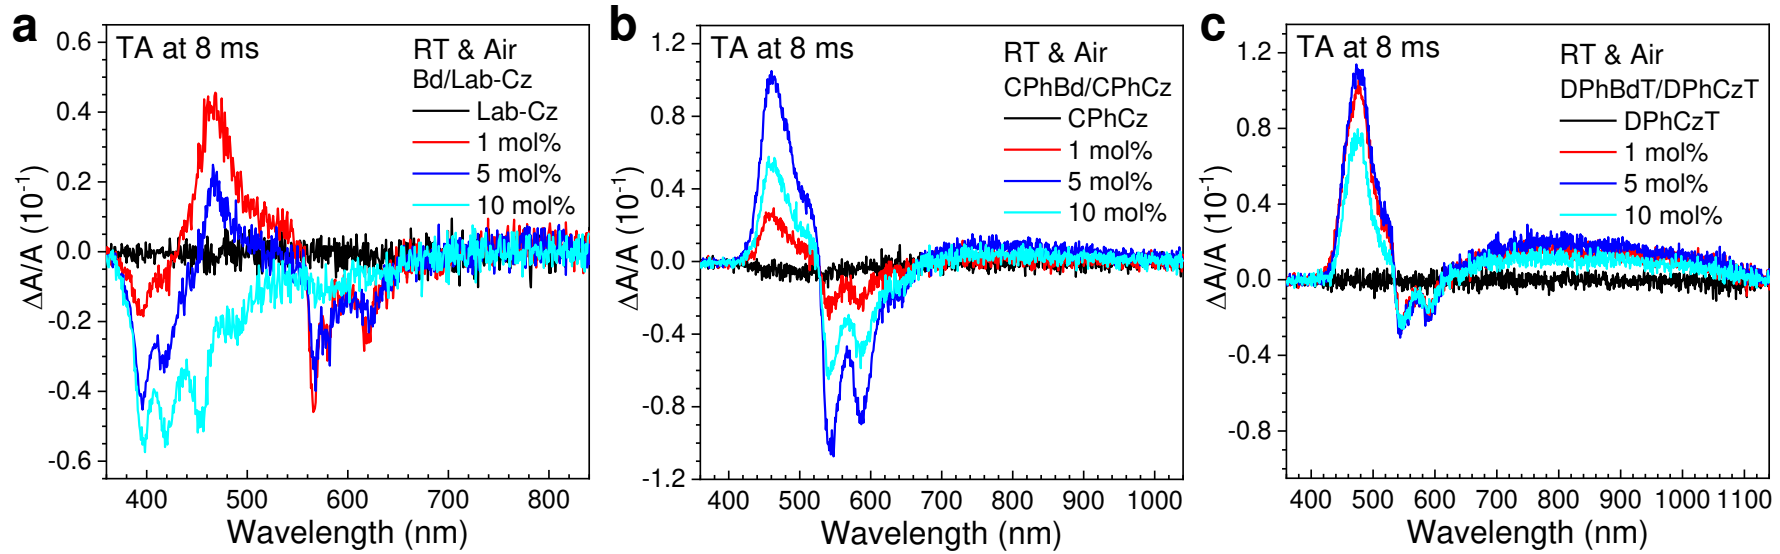 a
TA at 8 ms
RT & Air
Bd/Lab-Cz
Lab-Cz
1 mol%
5 mol%
10 mol%
ΔA/A (10⁻¹)
0.6
0.4
0.2
0.0
-0.2
-0.4
-0.6
400 500 600 700 800
Wavelength (nm)
b
TA at 8 ms
RT & Air
CPhBd/CPhCz
CPhCz
1 mol%
5 mol%
10 mol%
ΔA/A (10⁻¹)
1.2
0.8
0.4
0.0
-0.4
-0.8
-1.2
400 500 600 700 800 900 1000
Wavelength (nm)
c
TA at 8 ms
RT & Air
DPhBdT/DPhCzT
DPhCzT
1 mol%
5 mol%
10 mol%
ΔA/A (10⁻¹)
1.2
0.8
0.4
0.0
-0.4
-0.8
400 500 600 700 800 900 1000 1100
Wavelength (nm)